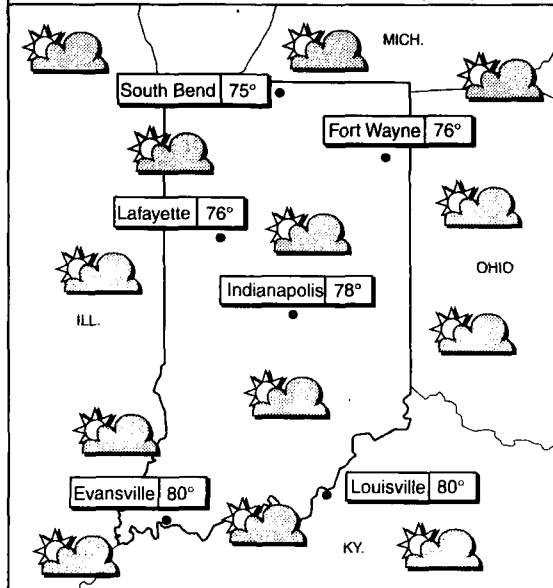 MICH.
South Bend 75°
Fort Wayne 76°
Lafayette 76°
OHIO
Indianapolis 78°
ILL.
Evansville 80°
Louisville 80°
KY.